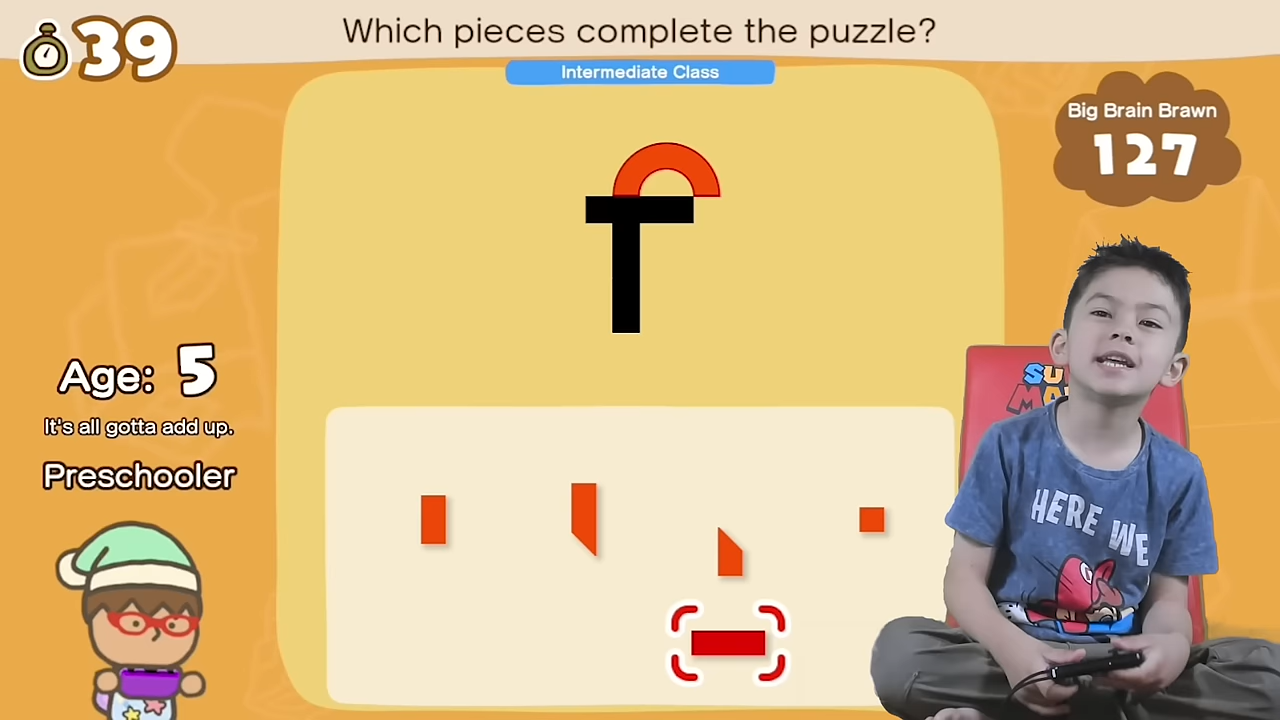 39
Which pieces complete the puzzle?
Intermediate Class
Big Brain Brawn
127
Age: 5
It's all gotta add up.
Preschooler
HERE WE